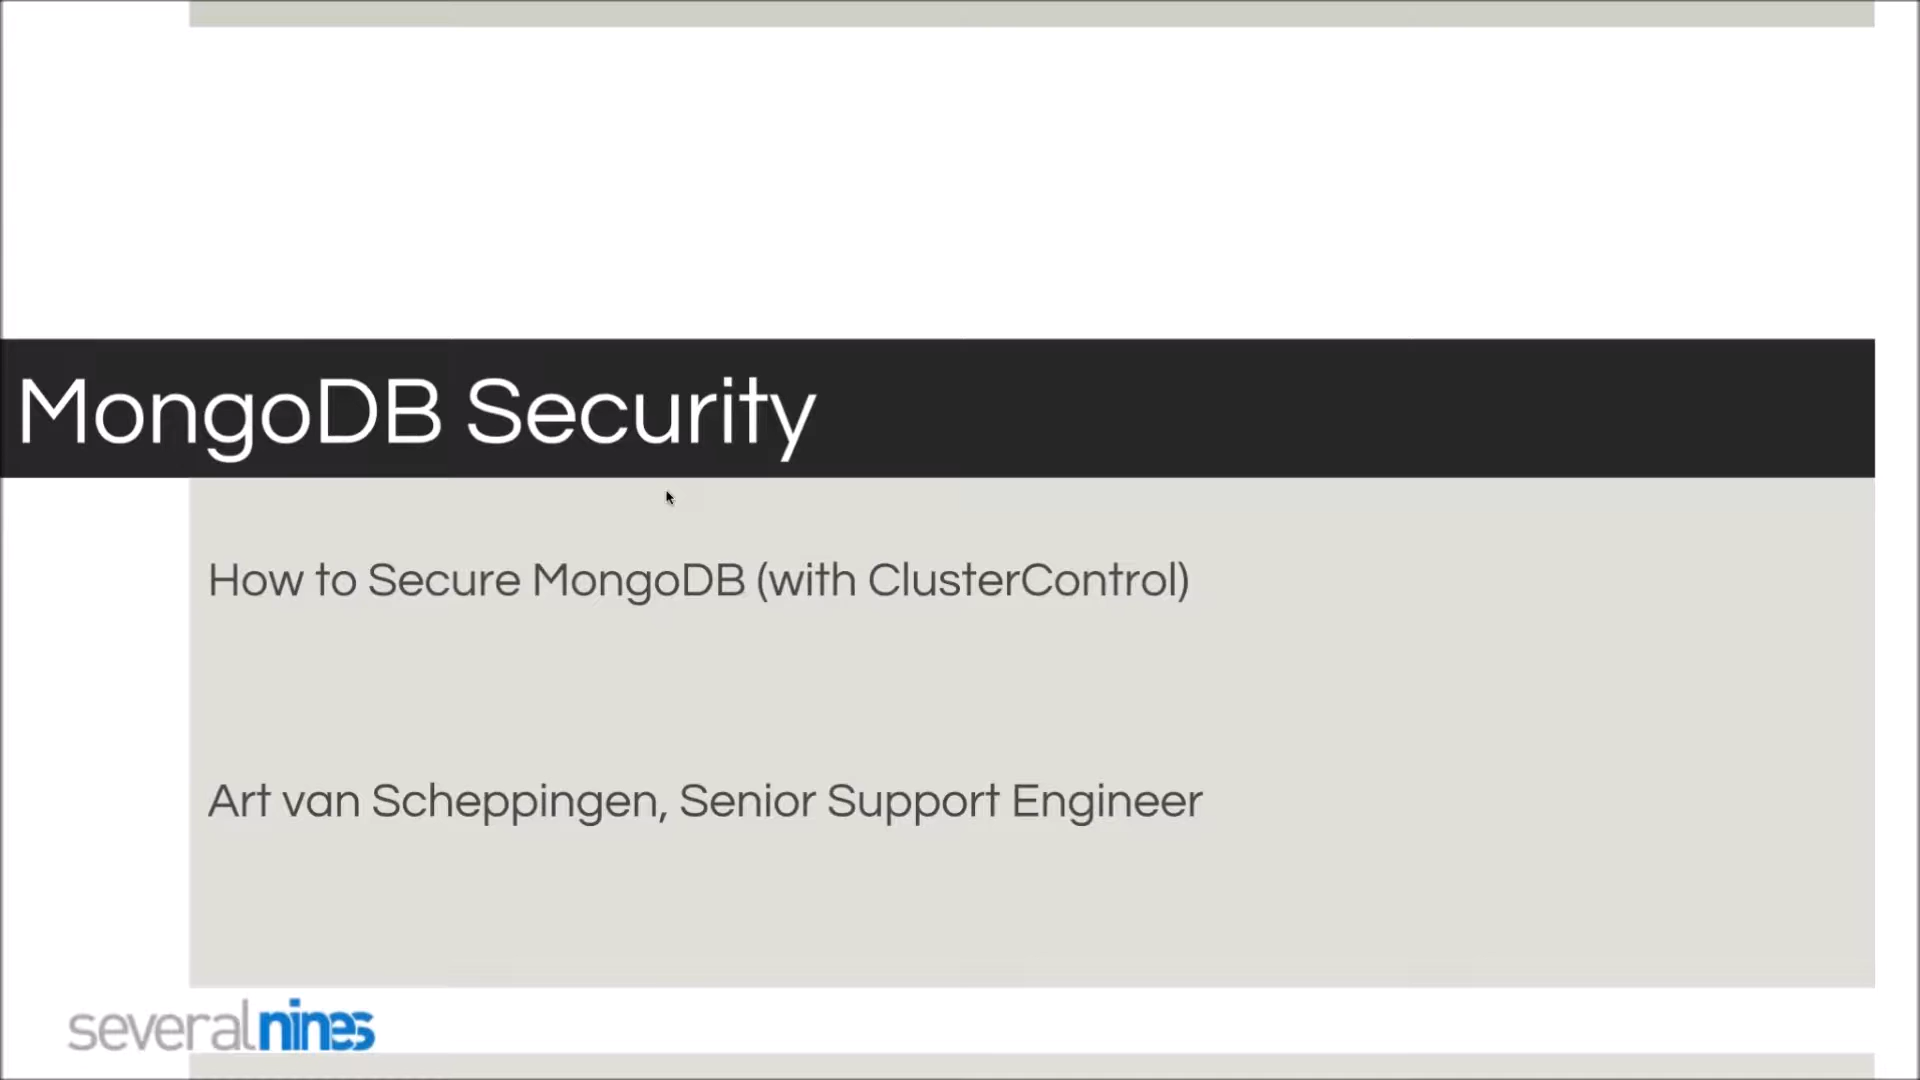 MongoDB Security
How to Secure MongoDB (with ClusterControl)
Art van Scheppingen, Senior Support Engineer
severalnines